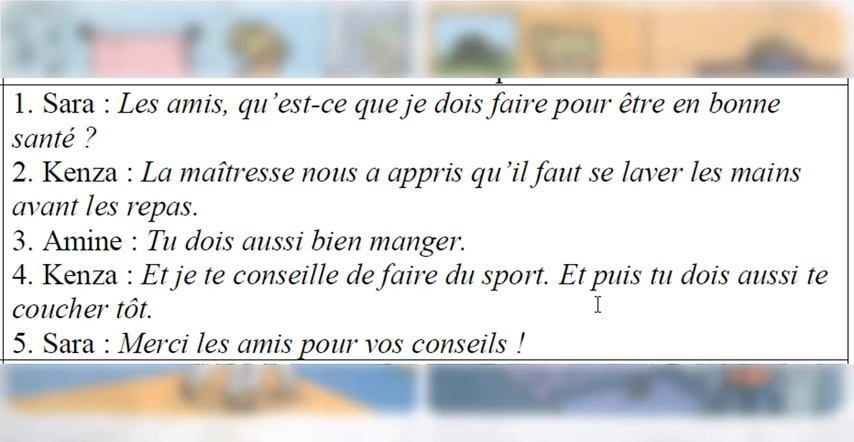 1. Sara : Les amis, qu’est-ce que je dois faire pour être en bonne
santé ?
2. Kenza : La maîtresse nous a appris qu’il faut se laver les mains
avant les repas.
3. Amine : Tu dois aussi bien manger.
4. Kenza : Et je te conseille de faire du sport. Et puis tu dois aussi te
coucher tôt.
5. Sara : Merci les amis pour vos conseils !